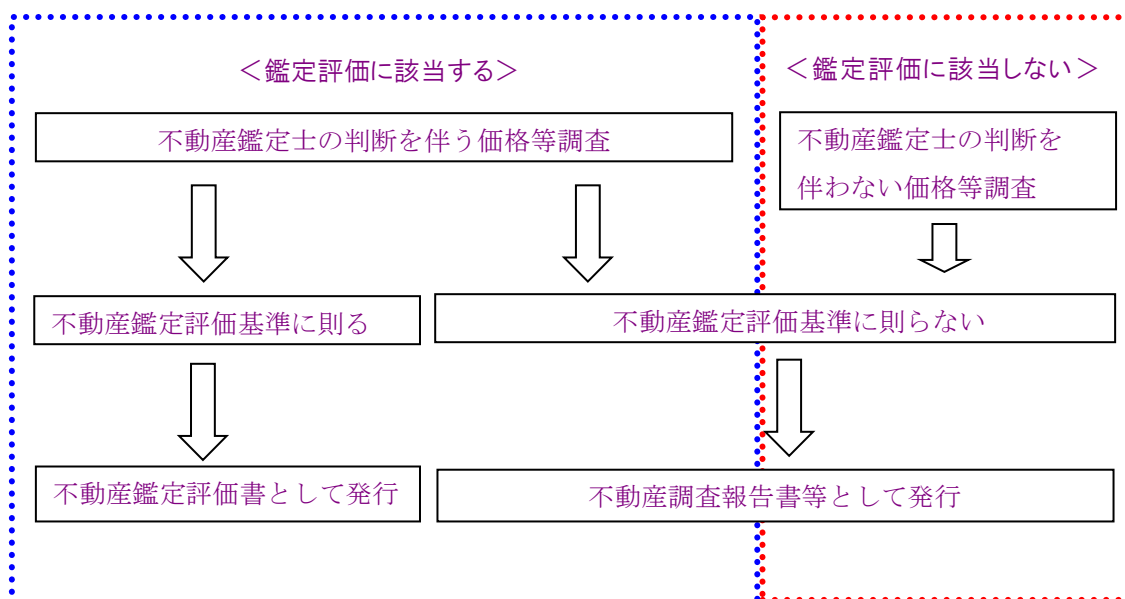 ＜鑑定評価に該当する＞
＜鑑定評価に該当しない＞
不動産鑑定士の判断を伴う価格等調査
不動産鑑定士の判断を
伴わない価格等調査
不動産鑑定評価基準に則る
不動産鑑定評価基準に則らない
不動産鑑定評価書として発行
不動産調査報告書等として発行